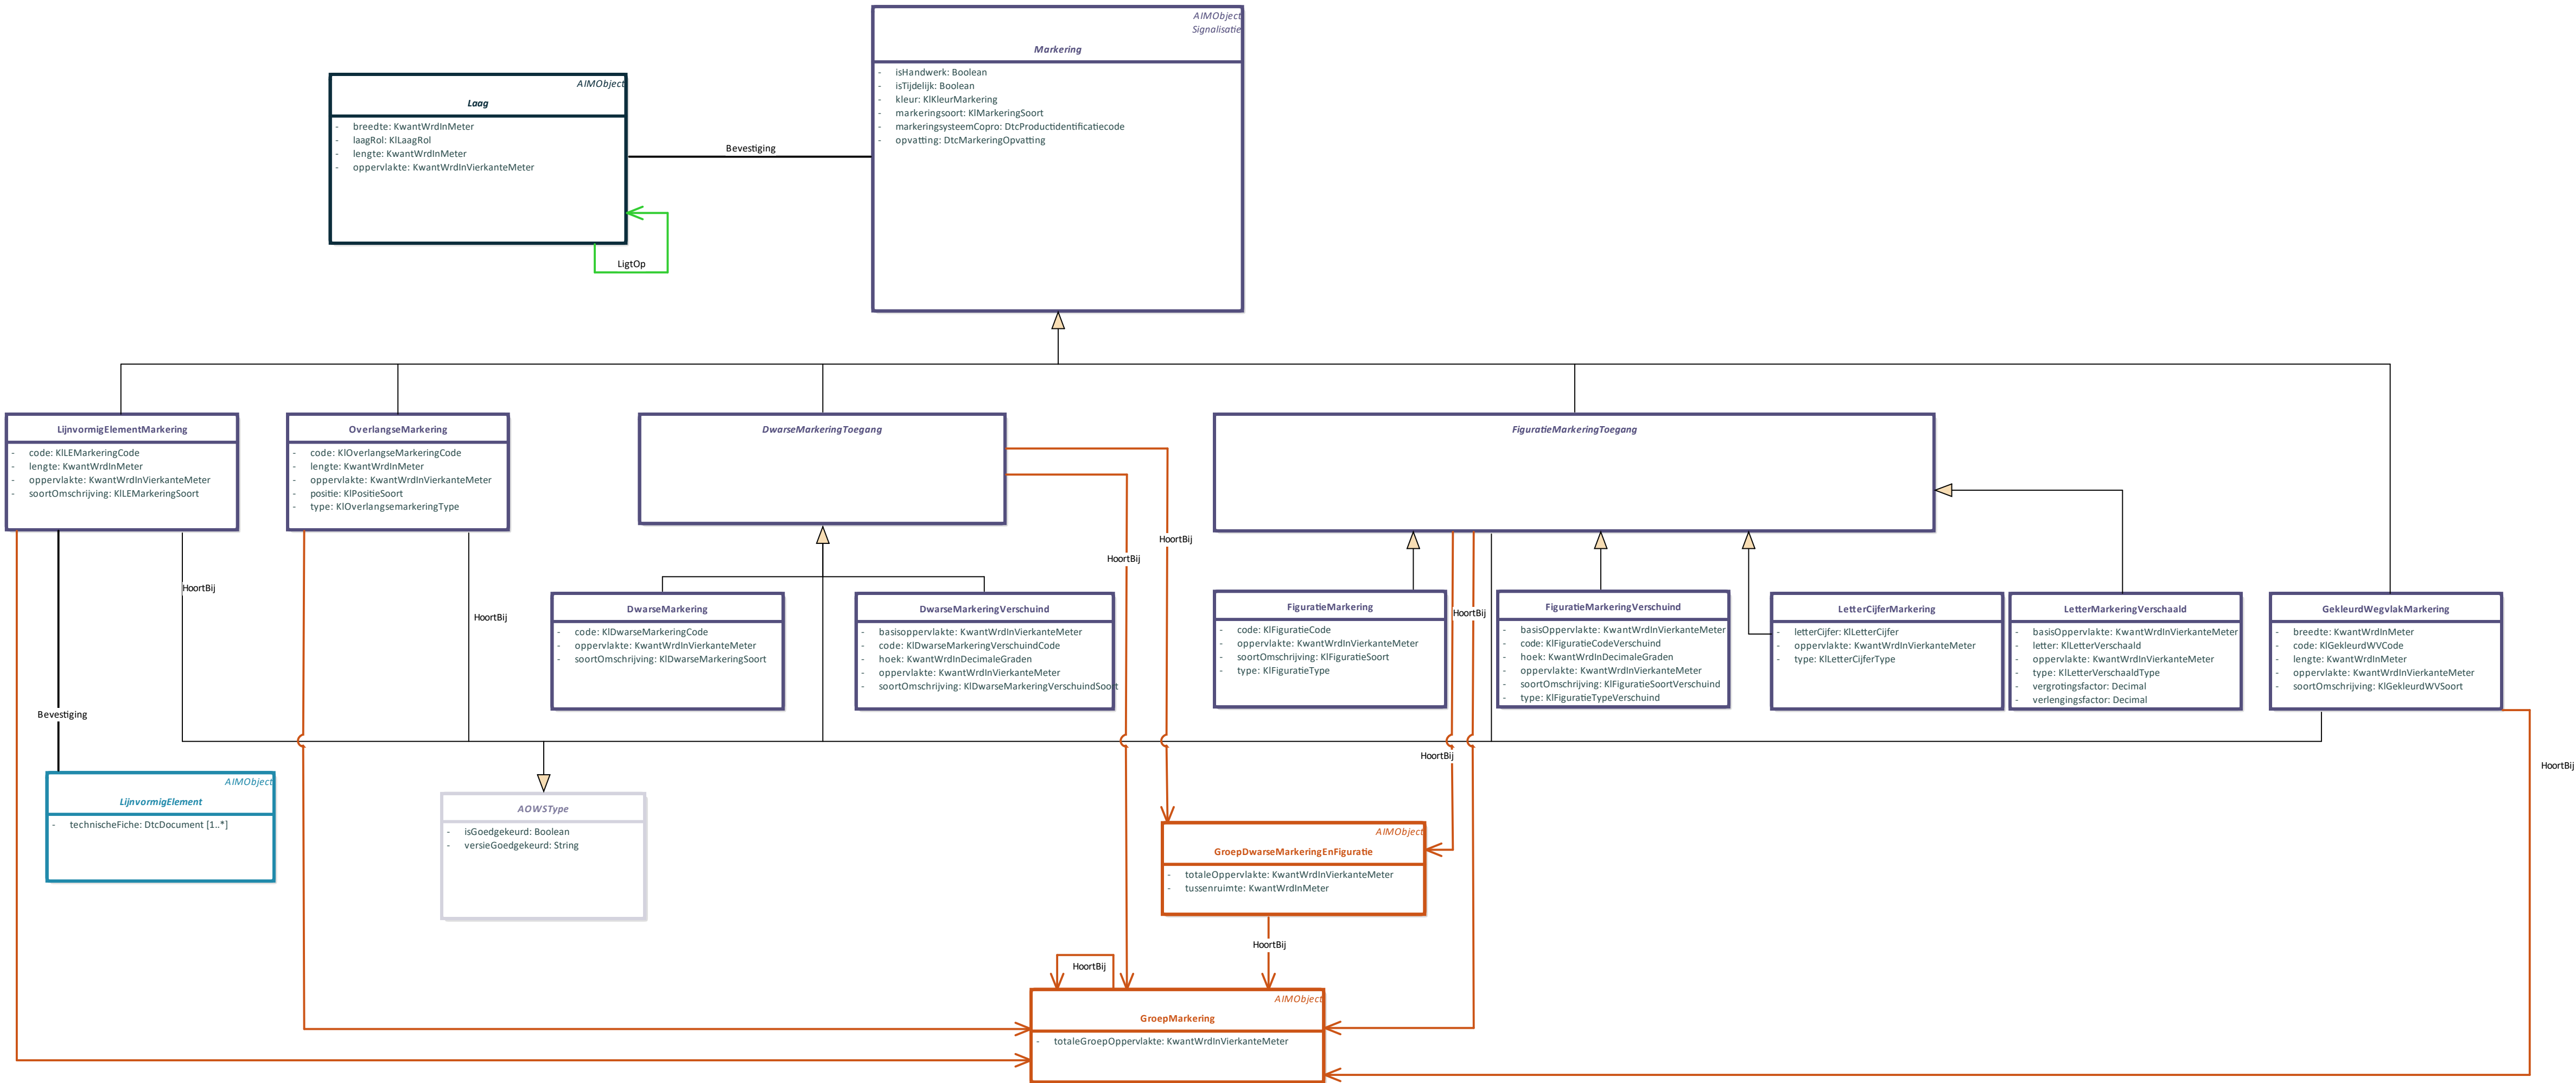 AIMObject
Signalisatie
Markering
- isHandwerk: Boolean
- isTijdelijk: Boolean
- kleur: KlKleurMarkering
- markeringsoort: KlMarkeringSoort
- markeringsysteemCopro: DtcProductidentificatiecode
- opvatting: DtcMarkeringOpvatting
AIMObject
Laag
- breedte: KwantWrdInMeter
- laagRol: KlLaagRol
- lengte: KwantWrdInMeter
- oppervlakte: KwantWrdInVierkanteMeter
Bevestiging
LigtOp
LijnvormigElementMarkering
- code: KlLEMarkeringCode
- lengte: KwantWrdInMeter
- oppervlakte: KwantWrdInVierkanteMeter
- soortOmschrijving: KlLEMarkeringSoort
OverlangseMarkering
- code: KlOverlangseMarkeringCode
- lengte: KwantWrdInMeter
- oppervlakte: KwantWrdInVierkanteMeter
- positie: KlPositieSoort
- type: KlOverlangsemarkeringType
DwarseMarkeringToegang
FiguratieMarkeringToegang
HoortBij
HoortBij
HoortBij
HoortBij
HoortBij
DwarseMarkering
- code: KlDwarseMarkeringCode
- oppervlakte: KwantWrdInVierkanteMeter
- soortOmschrijving: KlDwarseMarkeringSoort
DwarseMarkeringVerschuind
- basisoppervlakte: KwantWrdInVierkanteMeter
- code: KlDwarseMarkeringVerschuindCode
- hoek: KwantWrdInDecimaleGraden
- oppervlakte: KwantWrdInVierkanteMeter
- soortOmschrijving: KlDwarseMarkeringVerschuindSoort
FiguratieMarkering
- code: KlFiguratieCode
- oppervlakte: KwantWrdInVierkanteMeter
- soortOmschrijving: KlFiguratieSoort
- type: KlFiguratieType
FiguratieMarkeringVerschuind
- basisOppervlakte: KwantWrdInVierkanteMeter
- code: KlFiguratieCodeVerschuind
- hoek: KwantWrdInDecimaleGraden
- oppervlakte: KwantWrdInVierkanteMeter
- soortOmschrijving: KlFiguratieSoortVerschuind
- type: KlFiguratieTypeVerschuind
LetterCijferMarkering
- letterCijfer: KlLetterCijfer
- oppervlakte: KwantWrdInVierkanteMeter
- type: KlLetterCijferType
LetterMarkeringVerschaald
- basisOppervlakte: KwantWrdInVierkanteMeter
- letter: KlLetterVerschaald
- oppervlakte: KwantWrdInVierkanteMeter
- type: KlLetterVerschaaldType
- vergrotingsfactor: Decimal
- verlengingsfactor: Decimal
GekleurdWegvlakMarkering
- breedte: KwantWrdInMeter
- code: KlGekleurdWVCode
- lengte: KwantWrdInMeter
- oppervlakte: KwantWrdInVierkanteMeter
- soortOmschrijving: KlGekleurdWVSoort
Bevestiging
HoortBij
HoortBij
AIMObject
LijnvormigElement
- technischeFiche: DtcDocument [1..*]
AOWSType
- isGoedgekeurd: Boolean
- versieGoedgekeurd: String
AIMObject
GroepDwarseMarkeringEnFiguratie
- totaleOppervlakte: KwantWrdInVierkanteMeter
- tussenruimte: KwantWrdInMeter
HoortBij
HoortBij
AIMObject
GroepMarkering
- totaleGroepOppervlakte: KwantWrdInVierkanteMeter